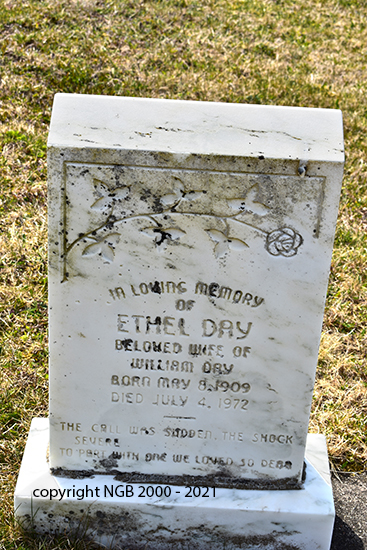 IN LOVING MEMORY
OF
ETHEL DAY
BELOVED WIFE OF
WILLIAM DAY
BORN MAY 8, 1909
DIED JULY 4, 1972
THE CALL WAS SUDDEN, THE SHOCK
SEVERE
TO PART WITH ONE WE LOVED SO DEAR
copyright NGB 2000 - 2021